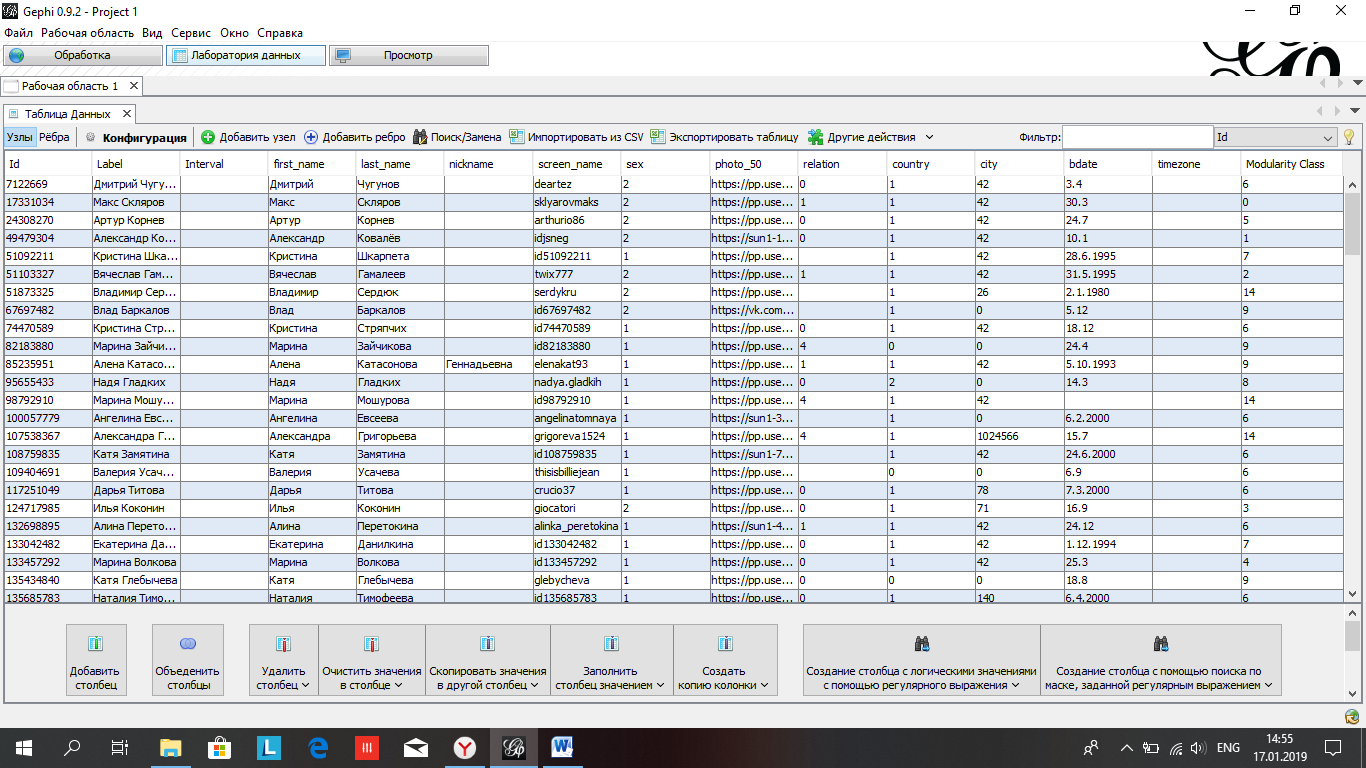 Gephi 0.9.2 - Project 1
Файл Рабочая область Вид Сервис Окно Справка
Обработка Лаборатория данных Просмотр
Рабочая область 1
Таблица Данных
Узлы Рёбра Конфигурация Добавить узел Добавить ребро Поиск/Замена Импортировать из CSV Экспортировать таблицу Другие действия Фильтр: Id
Id Label Interval first_name last_name nickname screen_name sex photo_50 relation country city bdate timezone Modularity Class
7122669 Дмитрий Чугу... Дмитрий Чугунов deartez 2 https://pp.use... 0 1 42 3.4 6
17331034 Макс Скляров Макс Скляров sklyarovmaks 2 https://pp.use... 1 1 42 30.3 0
24308270 Артур Корнев Артур Корнев arthurio86 2 https://pp.use... 0 1 42 24.7 5
49479304 Александр Ко... Александр Ковалёв idjsneg 2 https://sun1-1... 0 1 42 10.1 1
51092211 Кристина Шка... Кристина Шкарпета id51092211 1 https://pp.use... 1 42 28.6.1995 7
51103327 Вячеслав Гам... Вячеслав Гамалеев twix777 2 https://pp.use... 1 1 42 31.5.1995 2
51873325 Владимир Сер... Владимир Сердюк serdykru 2 https://pp.use... 1 26 2.1.1980 14
67697482 Влад Баркалов Влад Баркалов id67697482 2 https://vk.com... 1 0 5.12 9
74470589 Кристина Стр... Кристина Стряпчих id74470589 1 https://pp.use... 0 1 42 18.12 6
82183880 Марина Зайчи... Марина Зайчикова id82183880 1 https://pp.use... 4 0 0 24.4 9
85235951 Алена Катасо... Алена Катасонова Геннадьевна elenakat93 1 https://pp.use... 1 1 42 5.10.1993 9
95655433 Надя Гладких Надя Гладких nadya.gladkih 1 https://pp.use... 0 2 0 14.3 8
98792910 Марина Мошу... Марина Мошурова id98792910 1 https://pp.use... 4 1 42 14
100057779 Ангелина Евс... Ангелина Евсеева angelinatomnaya 1 https://sun1-3... 1 0 6.2.2000 6
107538367 Александра Г... Александра Григорьева grigoreva1524 1 https://pp.use... 4 1 1024566 15.7 14
108759835 Катя Замятина Катя Замятина id108759835 1 https://sun1-7... 1 42 24.6.2000 6
109404691 Валерия Усач... Валерия Усачева thisisbilliejean 1 https://pp.use... 0 0 6.9 6
117251049 Дарья Титова Дарья Титова crucio37 1 https://pp.use... 0 1 78 7.3.2000 6
124717985 Илья Коконин Илья Коконин giocatori 2 https://pp.use... 0 1 71 16.9 3
132698895 Алина Перето... Алина Перетокина alinka_peretokina 1 https://sun1-4... 0 1 42 24.12 6
133042482 Екатерина Да... Екатерина Данилкина id133042482 1 https://pp.use... 0 1 42 1.12.1994 7
133457292 Марина Волкова Марина Волкова id133457292 1 https://pp.use... 0 1 42 25.3 4
135434840 Катя Глебычева Катя Глебычева glebycheva 1 https://pp.use... 0 0 0 18.8 9
135685783 Наталия Тимо... Наталия Тимофеева id135685783 1 https://pp.use... 0 1 140 6.4.2000 6
Добавить столбец
Объеденить столбцы
Удалить столбец
Очистить значения в столбце
Скопировать значения в другой столбец
Заполнить столбец значением
Создать копию колонки
Создание столбца с логическими значениями с помощью регулярного выражения
Создание столбца с помощью поиска по маске, заданной регулярным выражением
ENG 14:55
17.01.2019